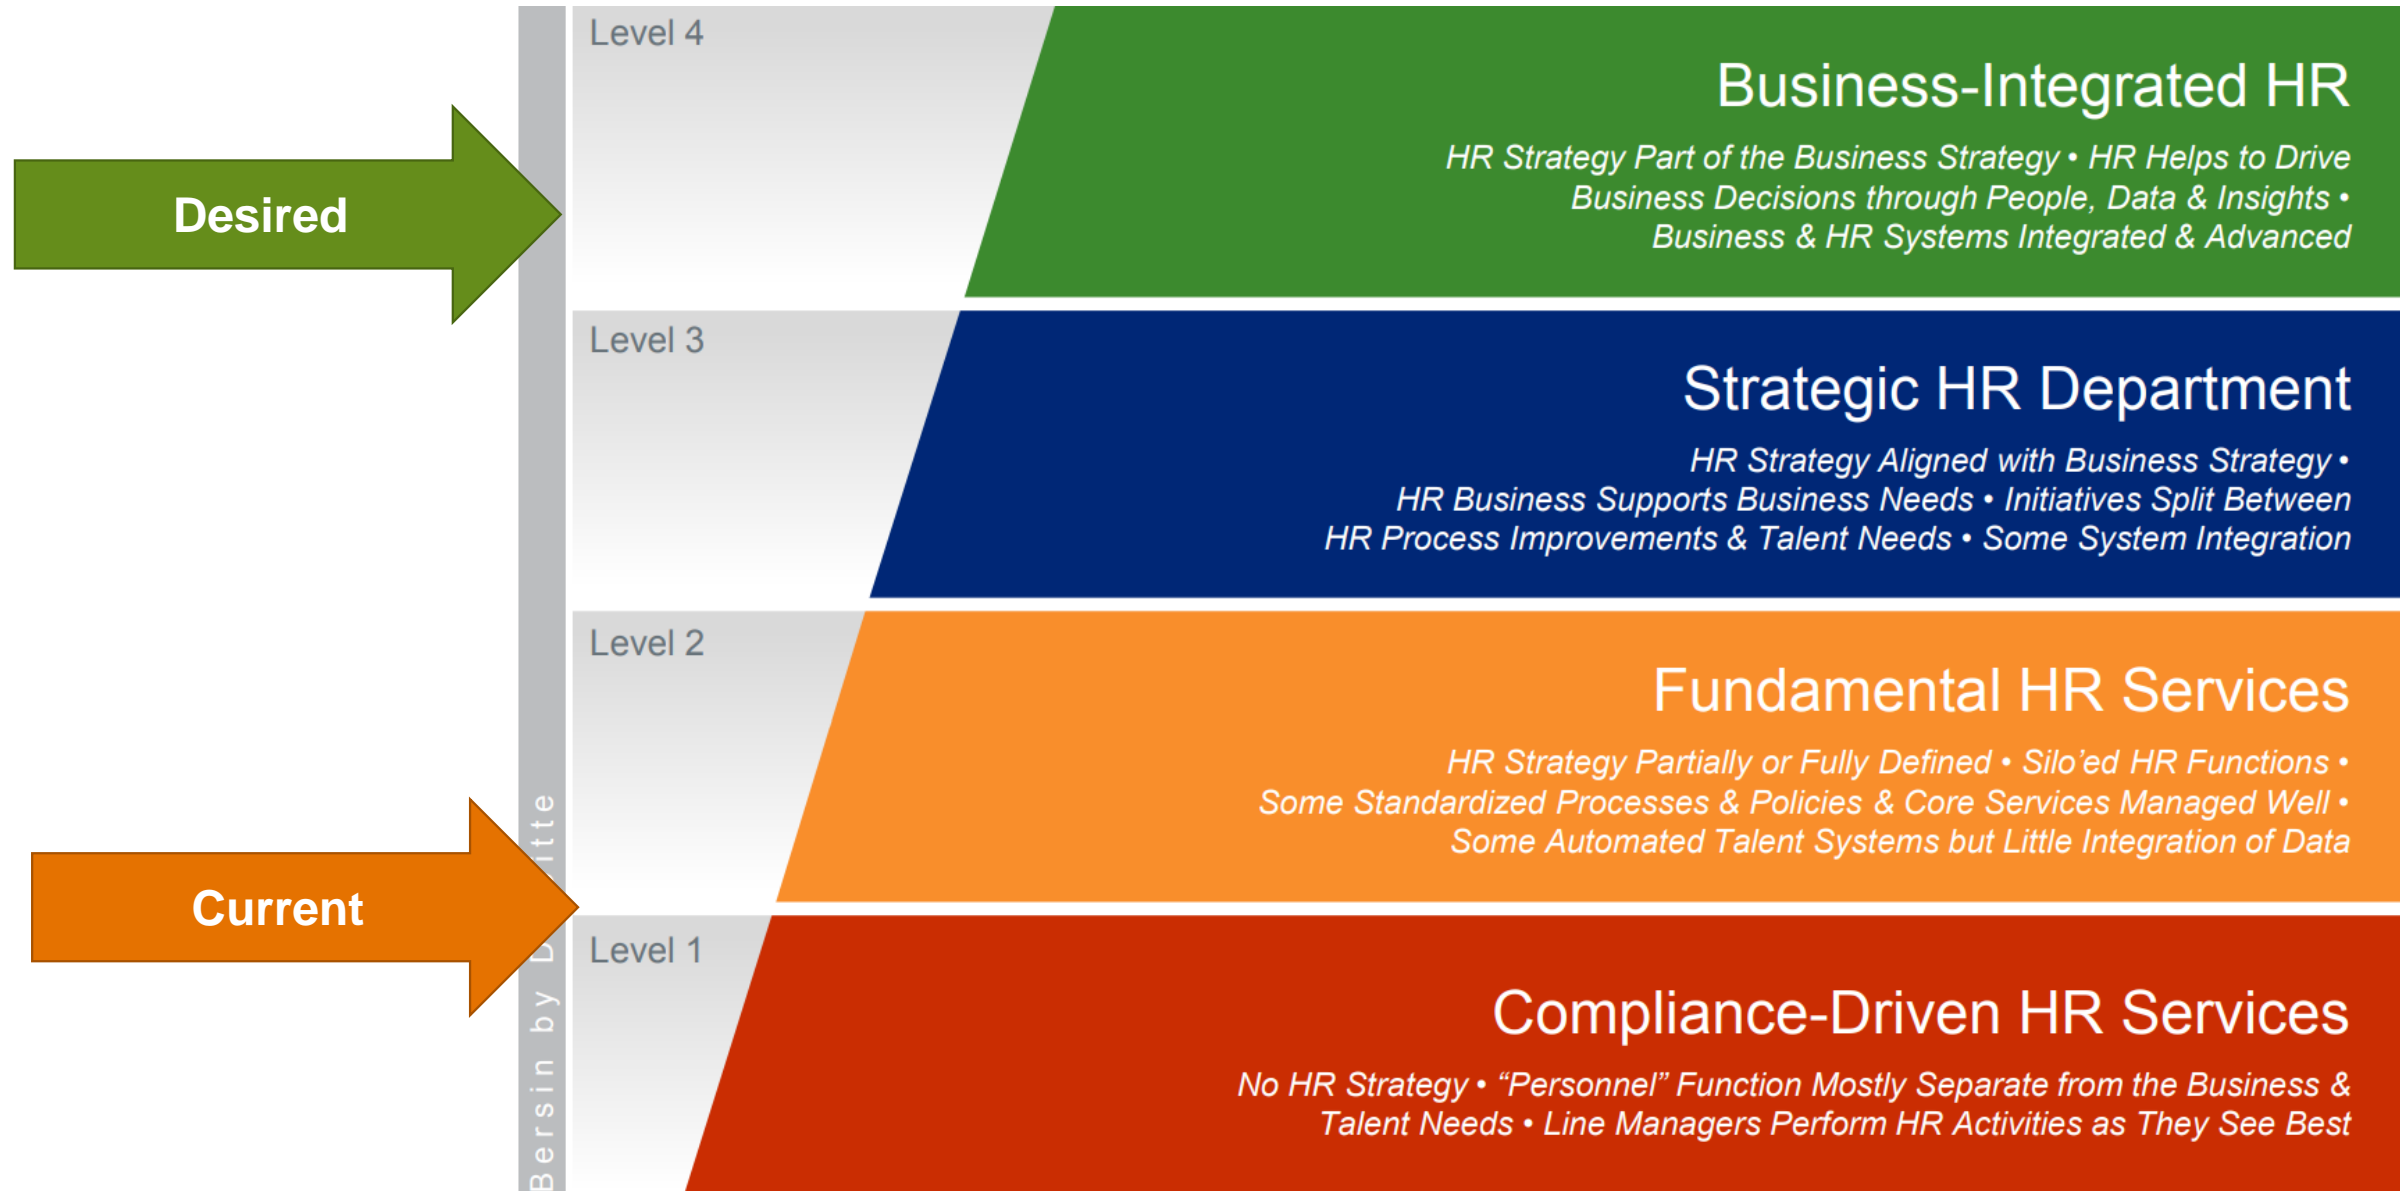 Level 4
Business-Integrated HR
HR Strategy Part of the Business Strategy • HR Helps to Drive
Business Decisions through People, Data & Insights •
Business & HR Systems Integrated & Advanced
Desired
Level 3
Strategic HR Department
HR Strategy Aligned with Business Strategy •
HR Business Supports Business Needs • Initiatives Split Between
HR Process Improvements & Talent Needs • Some System Integration
Level 2
Fundamental HR Services
HR Strategy Partially or Fully Defined • Silo’ed HR Functions •
Some Standardized Processes & Policies & Core Services Managed Well •
Some Automated Talent Systems but Little Integration of Data
Current
Level 1
Compliance-Driven HR Services
No HR Strategy • “Personnel” Function Mostly Separate from the Business &
Talent Needs • Line Managers Perform HR Activities as They See Best
Bersin by